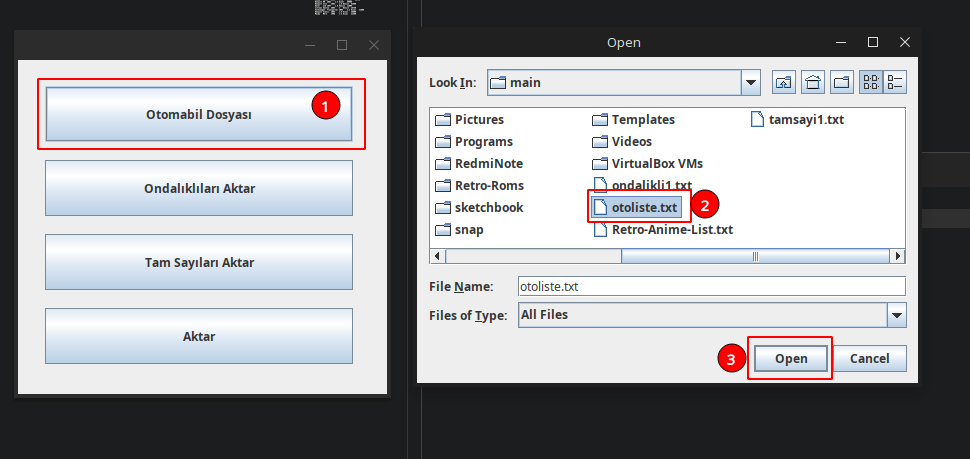 Otomabil Dosyası
1
Ondalıklıları Aktar
Tam Sayıları Aktar
Aktar
Open
Look In:
main
Pictures
Programs
RedmiNote
Retro-Roms
sketchbook
snap
Templates
Videos
VirtualBox VMs
ondalikli1.txt
otoliste.txt
2
Retro-Anime-List.txt
tamsayi1.txt
File Name:
otoliste.txt
Files of Type:
All Files
3
Open
Cancel